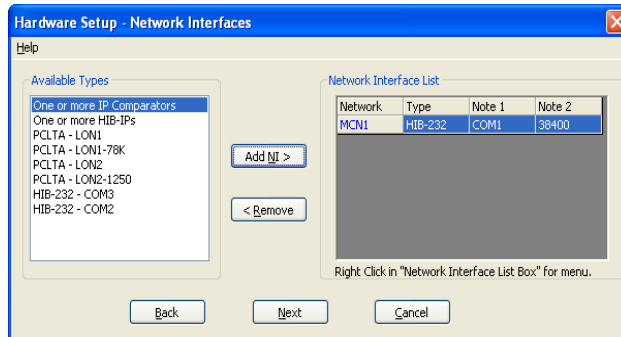 Hardware Setup - Network Interfaces
Help
Available Types
One or more IP Comparators
One or more HIB-IPs
PCLTA - LON1
PCLTA - LON1-78K
PCLTA - LON2
PCLTA - LON2-1250
HIB-232 - COM3
HIB-232 - COM2
Add NI >
< Remove
Network Interface List
Network Type Note 1 Note 2
MCN1 HIB-232 COM1 38400
Right Click in "Network Interface List Box" for menu.
Back Next Cancel